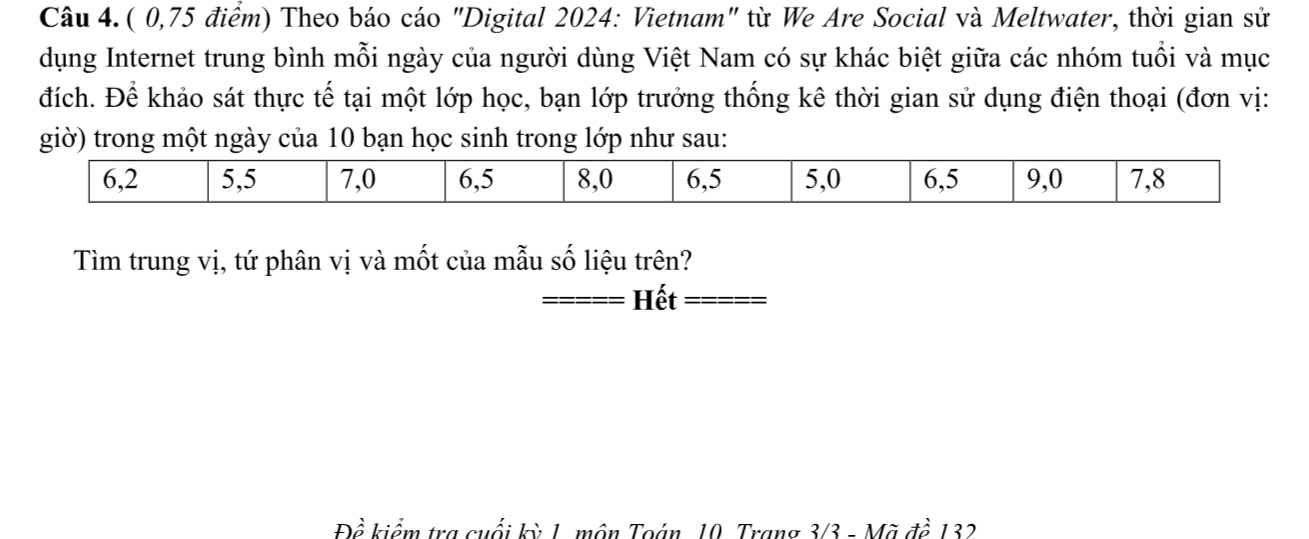 Câu 4. ( 0,75 điểm) Theo báo cáo "Digital 2024: Vietnam" từ We Are Social và Meltwater, thời gian sử
dụng Internet trung bình mỗi ngày của người dùng Việt Nam có sự khác biệt giữa các nhóm tuổi và mục
đích. Để khảo sát thực tế tại một lớp học, bạn lớp trưởng thống kê thời gian sử dụng điện thoại (đơn vị:
giờ) trong một ngày của 10 bạn học sinh trong lớp như sau:
6,2 5,5 7,0 6,5 8,0 6,5 5,0 6,5 9,0 7,8
Tìm trung vị, tứ phân vị và mốt của mẫu số liệu trên?
===== Hết =====
Đề kiểm tra cuối kỳ 1, môn Toán, 10, Trang 3/3 - Mã đề 132